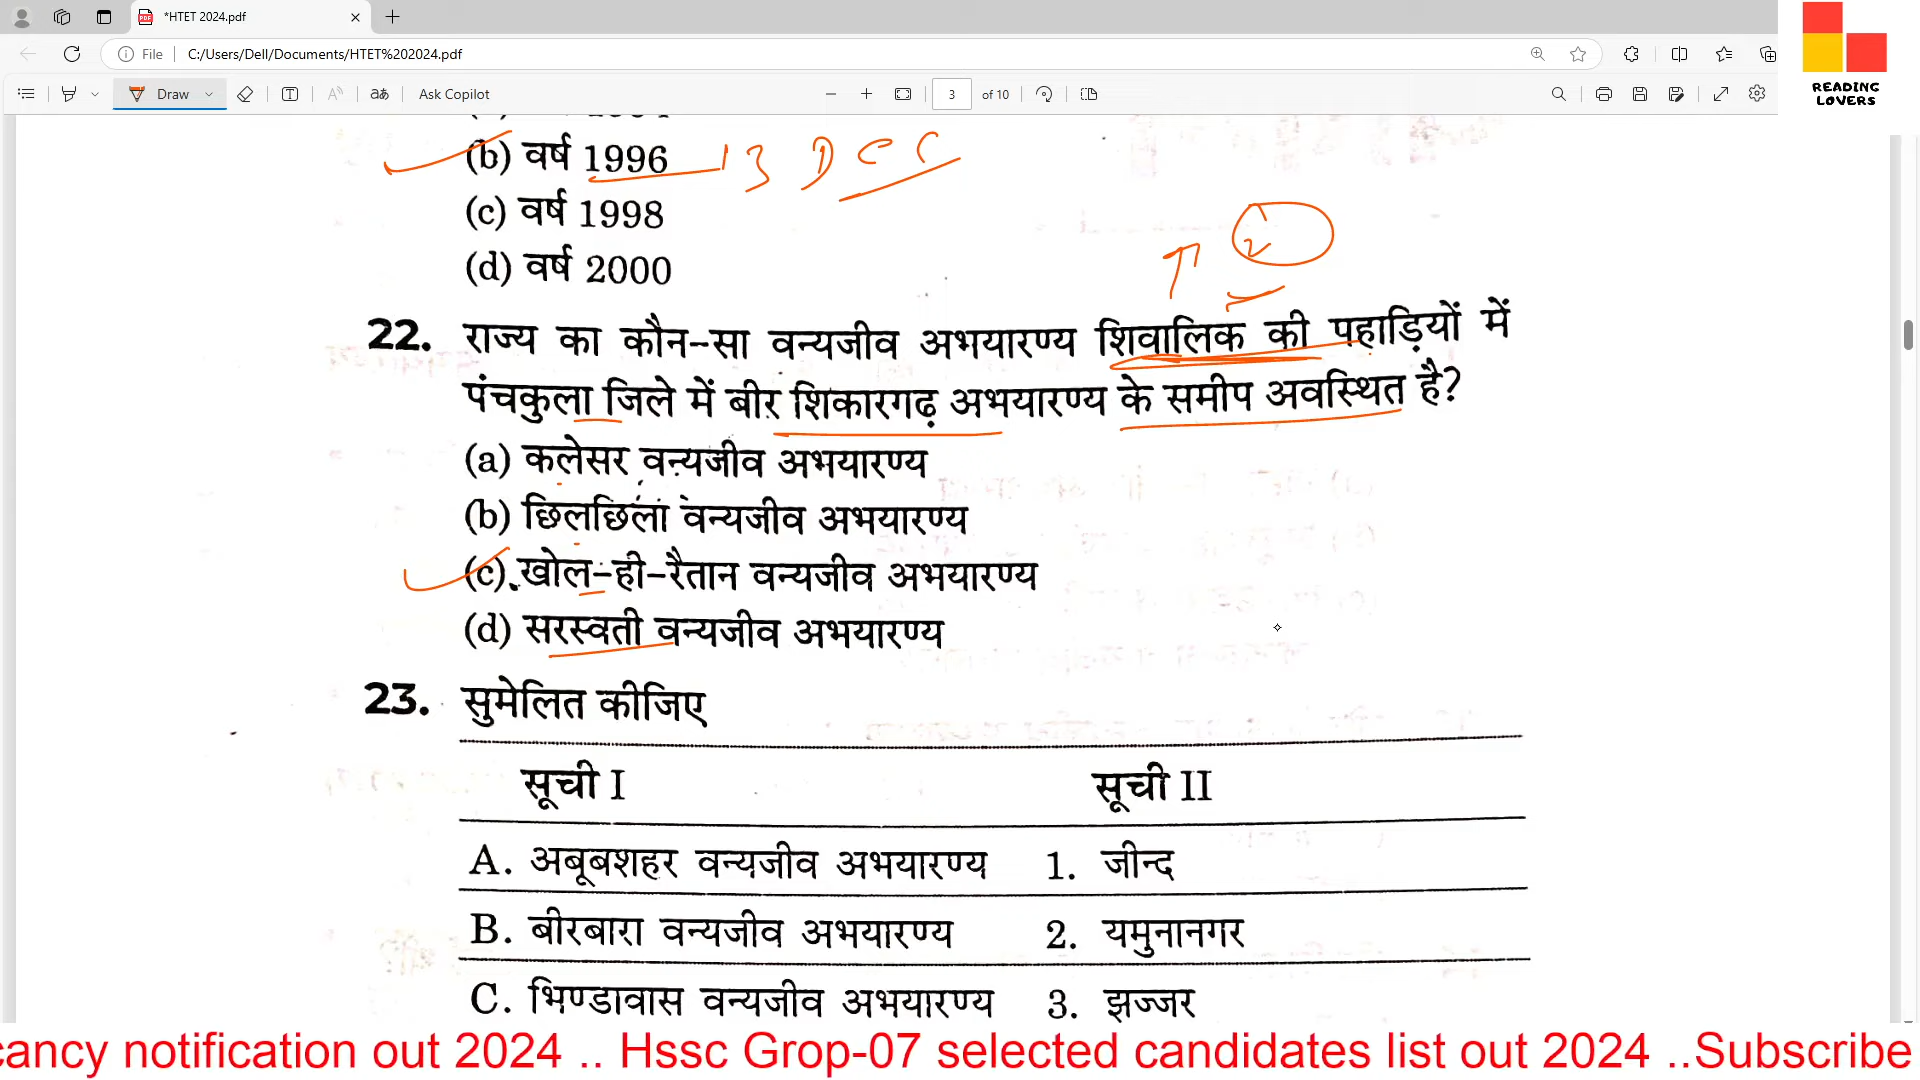 *HTET 2024.pdf
File C:/Users/Dell/Documents/HTET%202024.pdf
Draw Ask Copilot 3 of 10
READING
LOVERS
(b) वर्ष 1996 13 DEC
(c) वर्ष 1998
(d) वर्ष 2000
22. राज्य का कौन-सा वन्यजीव अभयारण्य शिवालिक की पहाड़ियों में
पंचकुला जिले में बीर शिकारगढ़ अभयारण्य के समीप अवस्थित है?
(a) कलेसर वन्यजीव अभयारण्य
(b) छिलछिला वन्यजीव अभयारण्य
(c) खोल-ही-रैतान वन्यजीव अभयारण्य
(d) सरस्वती वन्यजीव अभयारण्य
23. सुमेलित कीजिए
सूची I सूची II
A. अबूबशहर वन्यजीव अभयारण्य 1. जीन्द
B. बीरबारा वन्यजीव अभयारण्य 2. यमुनानगर
C. भिण्डावास वन्यजीव अभयारण्य 3. झज्जर
cancy notification out 2024 .. Hssc Grop-07 selected candidates list out 2024 ..Subscribe